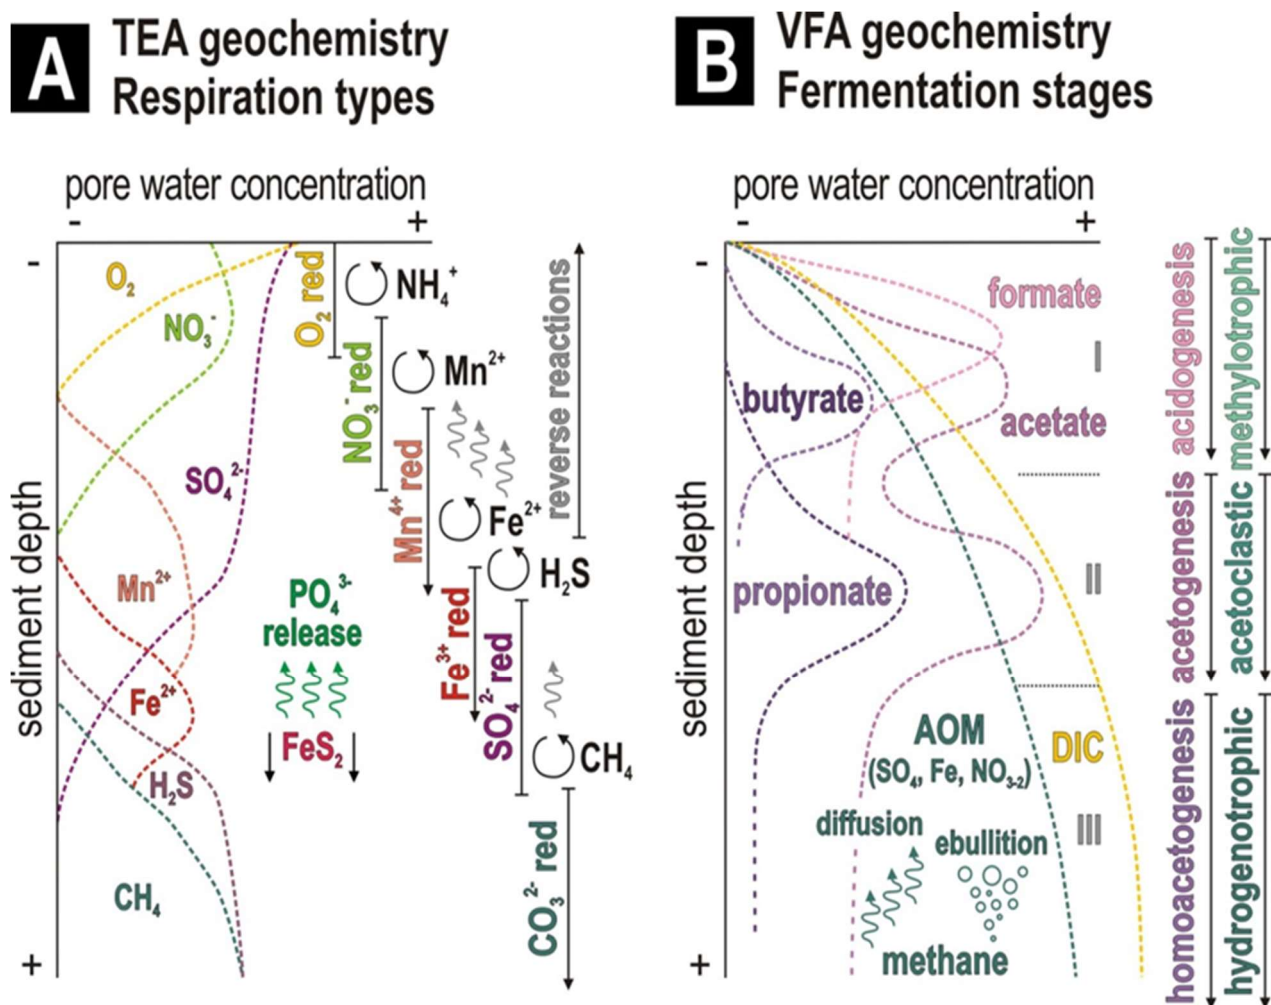 A
TEA geochemistry
Respiration types
pore water concentration
-
+
-
sediment depth
+
O₂
NO₃⁻
SO₄²⁻
Mn²⁺
Fe²⁺
H₂S
CH₄
PO₄³⁻
release
FeS₂
O₂ red
NO₃⁻ red
Mn⁴⁺ red
Fe³⁺ red
SO₄²⁻ red
CO₃²⁻ red
NH₄⁺
Mn²⁺
Fe²⁺
H₂S
CH₄
reverse reactions
B
VFA geochemistry
Fermentation stages
pore water concentration
-
+
-
sediment depth
+
formate
I
butyrate
acetate
propionate
II
AOM
(SO₄, Fe, NO₃₋₂)
DIC
III
diffusion
ebullition
methane
acidogenesis
methylotrophic
acetogenesis
acetoclastic
homoacetogenesis
hydrogenotrophic